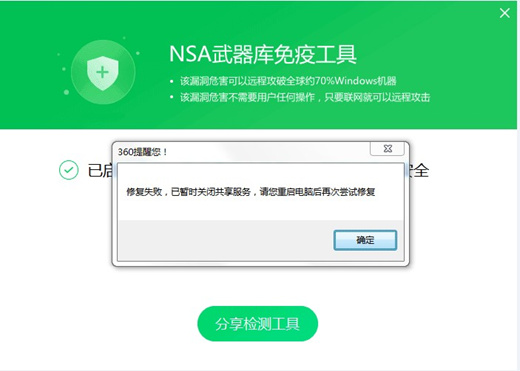 NSA武器库免疫工具
• 该漏洞危害可以远程攻破全球约70%Windows机器
• 该漏洞危害不需要用户任何操作，只要联网就可以远程攻击
360提醒您！
已启
安全
修复失败，已暂时关闭共享服务，请您重启电脑后再次尝试修复
确定
分享检测工具